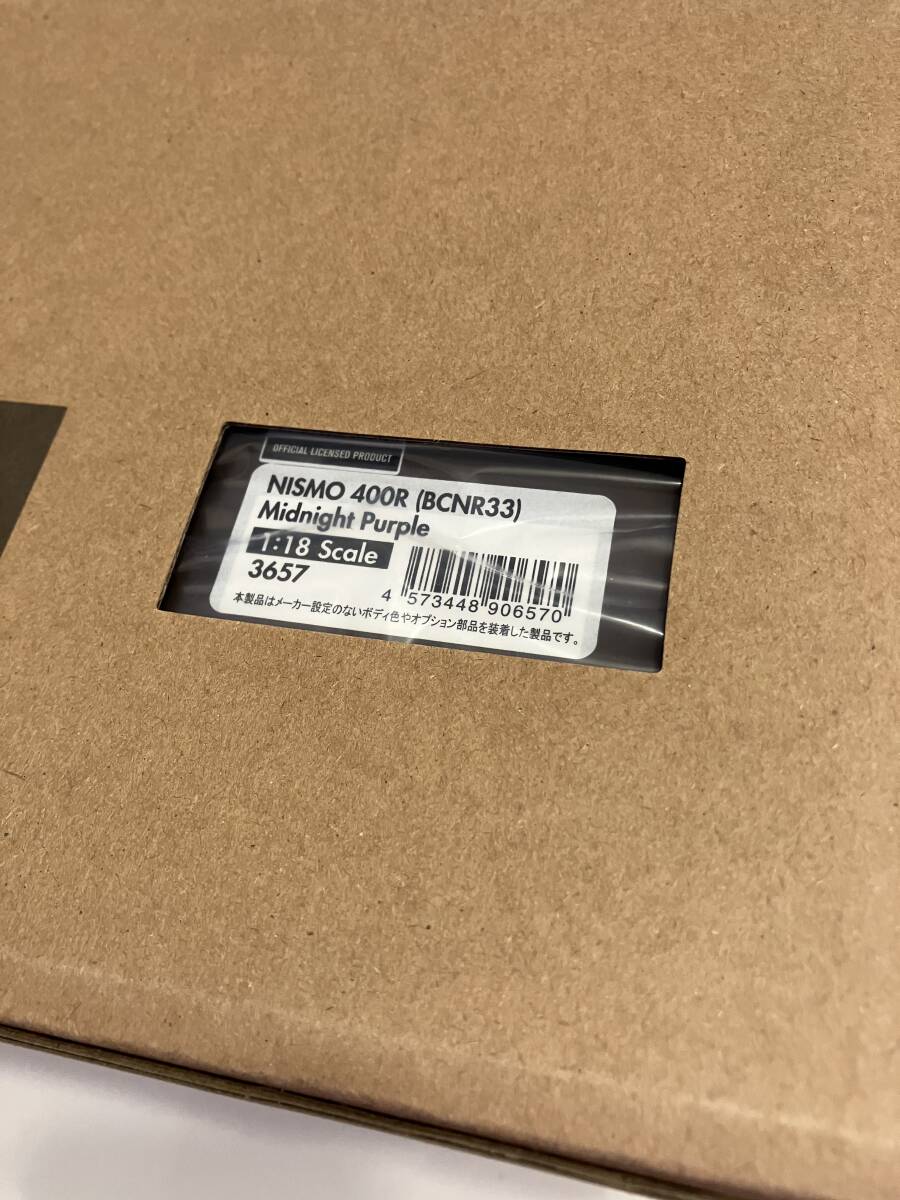 OFFICIAL LICENSED PRODUCT
NISMO 400R (BCNR33)
Midnight Purple
1:18 Scale
3657
4 573448 906570
本製品はメーカー設定のないボディ色やオプション部品を装着した製品です。